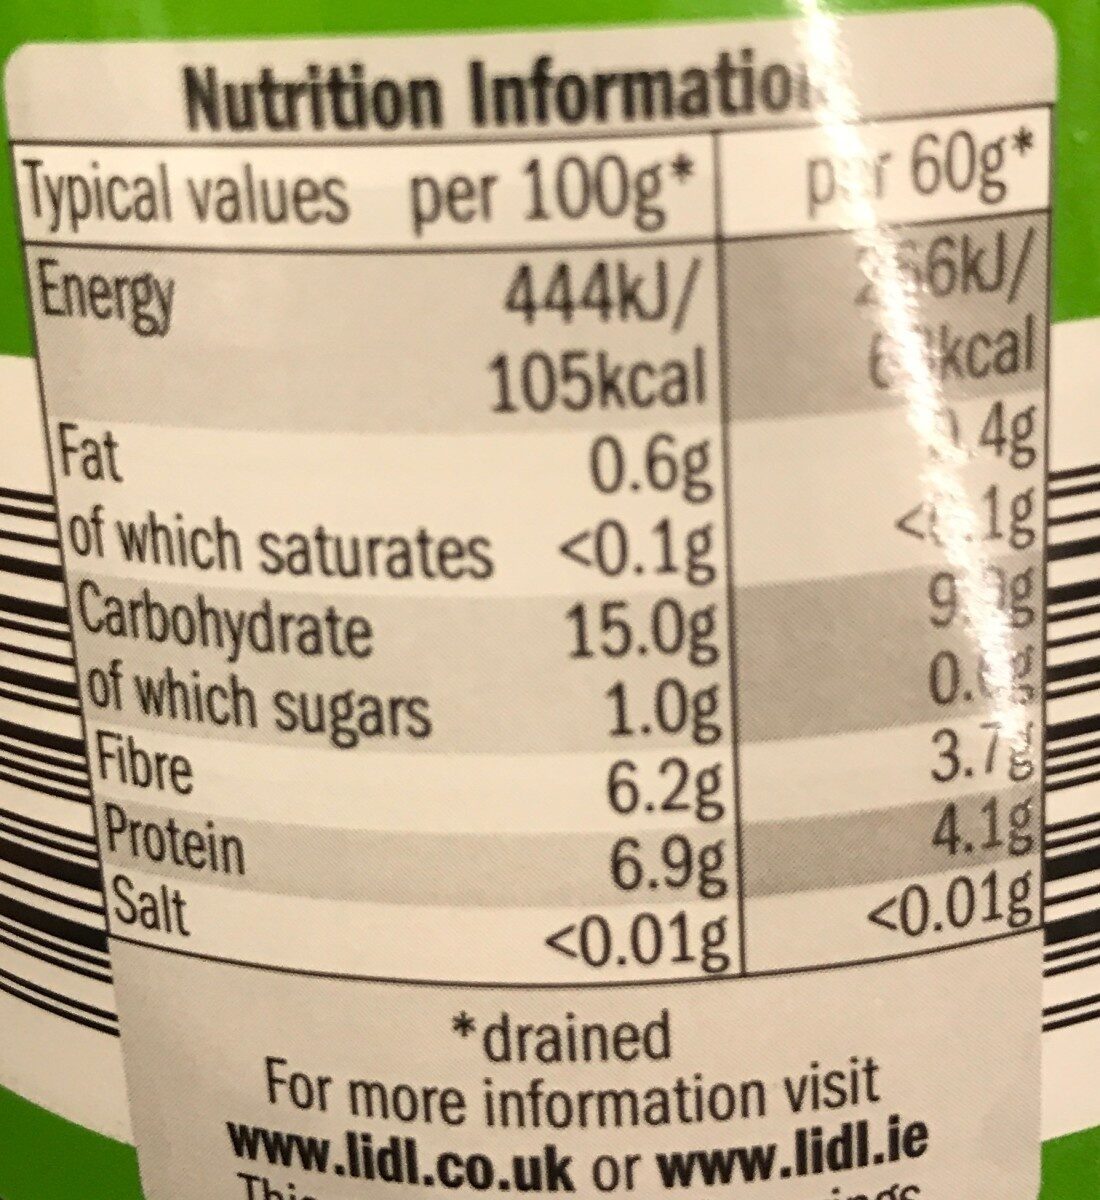 Nutrition Information
Typical values per 100g* per 60g*
Energy 444kJ/
105kcal
Fat 0.6g
of which saturates <0.1g
Carbohydrate 15.0g
of which sugars 1.0g
Fibre 6.2g 3.7g
Protein 6.9g 4.1g
Salt <0.01g <0.01g
*drained
For more information visit
www.lidl.co.uk or www.lidl.ie